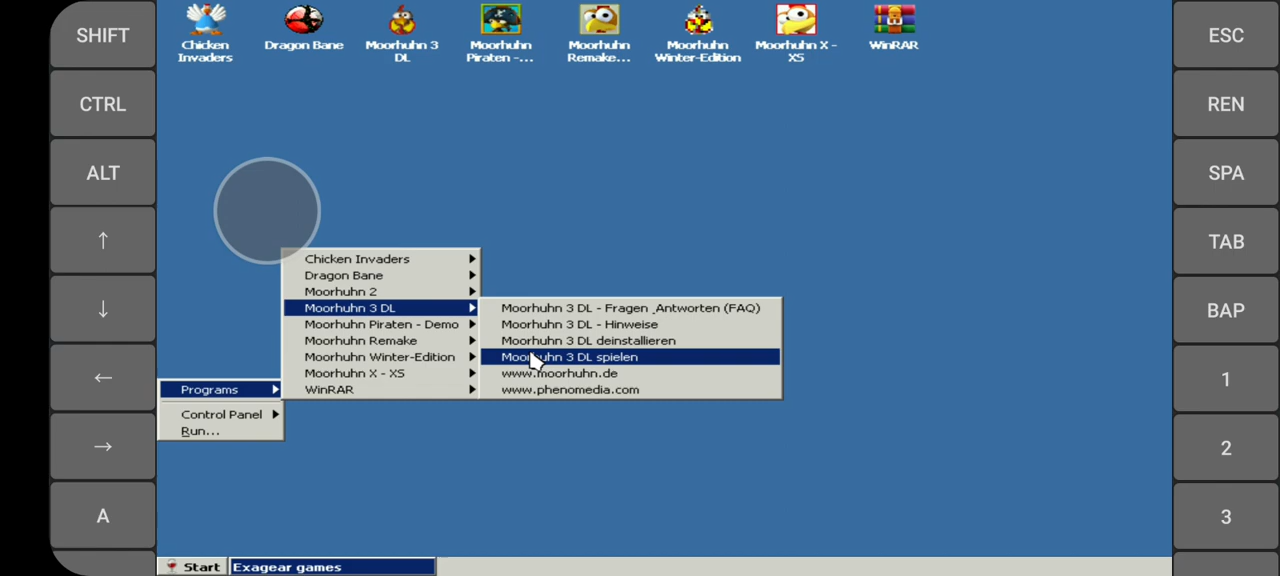 SHIFT
CTRL
ALT
↑
↓
←
→
A
Chicken
Invaders
Dragon Bane
Moorhuhn 3
DL
Moorhuhn
Piraten -...
Moorhuhn
Remake...
Moorhuhn
Winter-Edition
Moorhuhn X -
XS
WinRAR
Chicken Invaders
Dragon Bane
Moorhuhn 2
Moorhuhn 3 DL
Moorhuhn Piraten - Demo
Moorhuhn Remake
Moorhuhn Winter-Edition
Moorhuhn X - XS
WinRAR
Moorhuhn 3 DL - Fragen _Antworten (FAQ)
Moorhuhn 3 DL - Hinweise
Moorhuhn 3 DL deinstallieren
Moorhuhn 3 DL spielen
www.moorhuhn.de
www.phenomedia.com
Programs
Control Panel
Run...
Start
Exagear games
ESC
REN
SPA
TAB
BAP
1
2
3